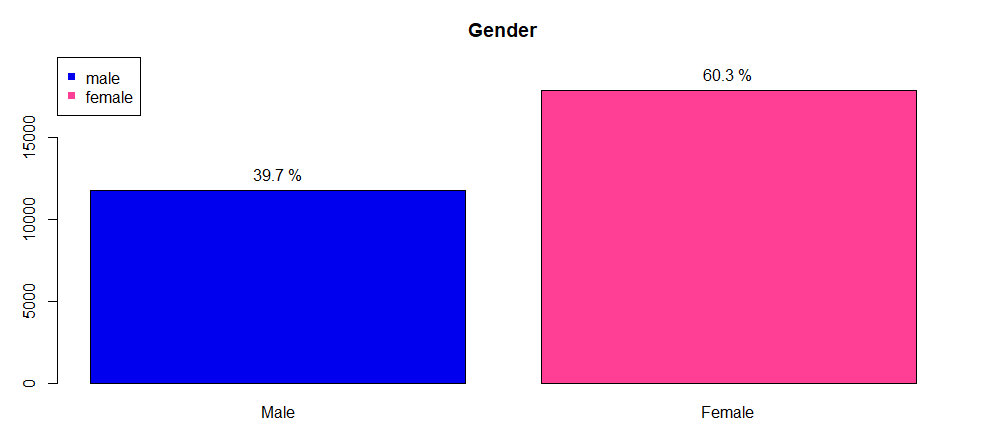 Gender
male
female
60.3 %
39.7 %
15000
10000
5000
0
Male
Female